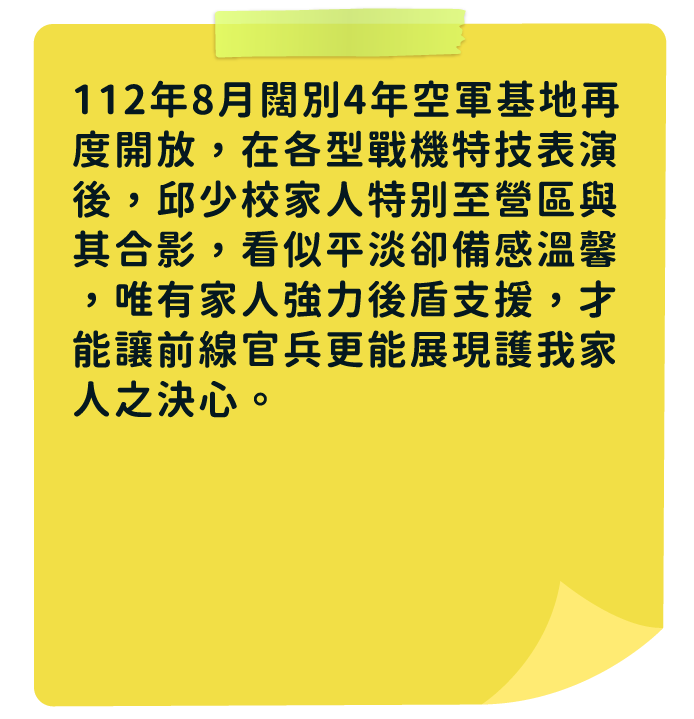 112年8月闊別4年空軍基地再
度開放，在各型戰機特技表演
後，邱少校家人特別至營區與
其合影，看似平淡卻備感溫馨
，唯有家人強力後盾支援，才
能讓前線官兵更能展現護我家
人之決心。